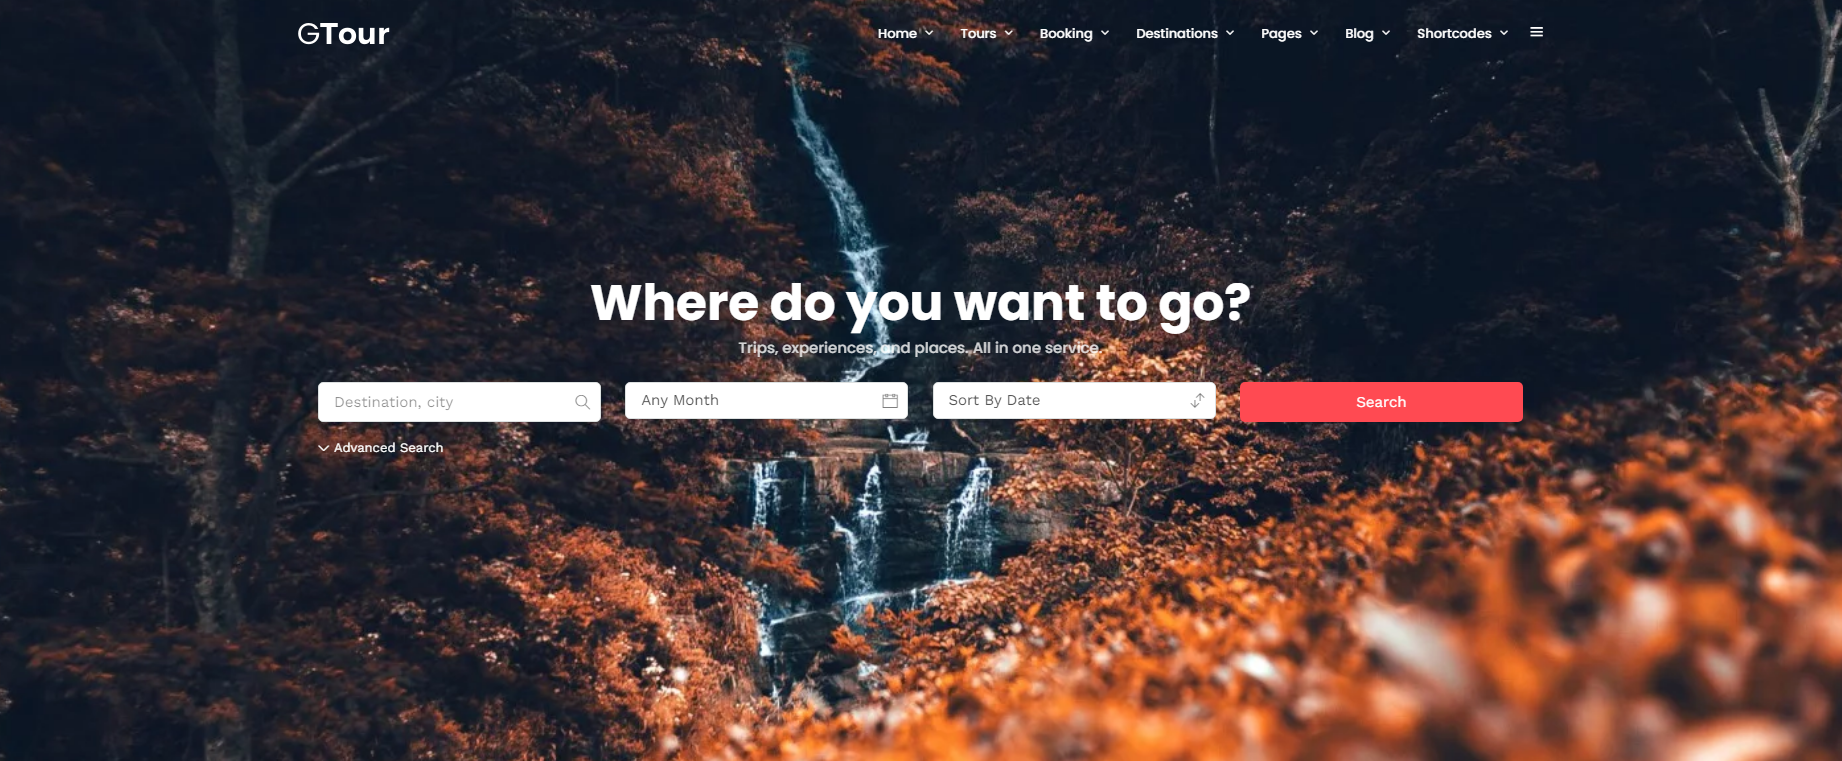 GTour
Home Tours Booking Destinations Pages Blog Shortcodes
Where do you want to go?
Trips, experiences, and places. All in one service.
Destination, city
Any Month
Sort By Date
Search
Advanced Search